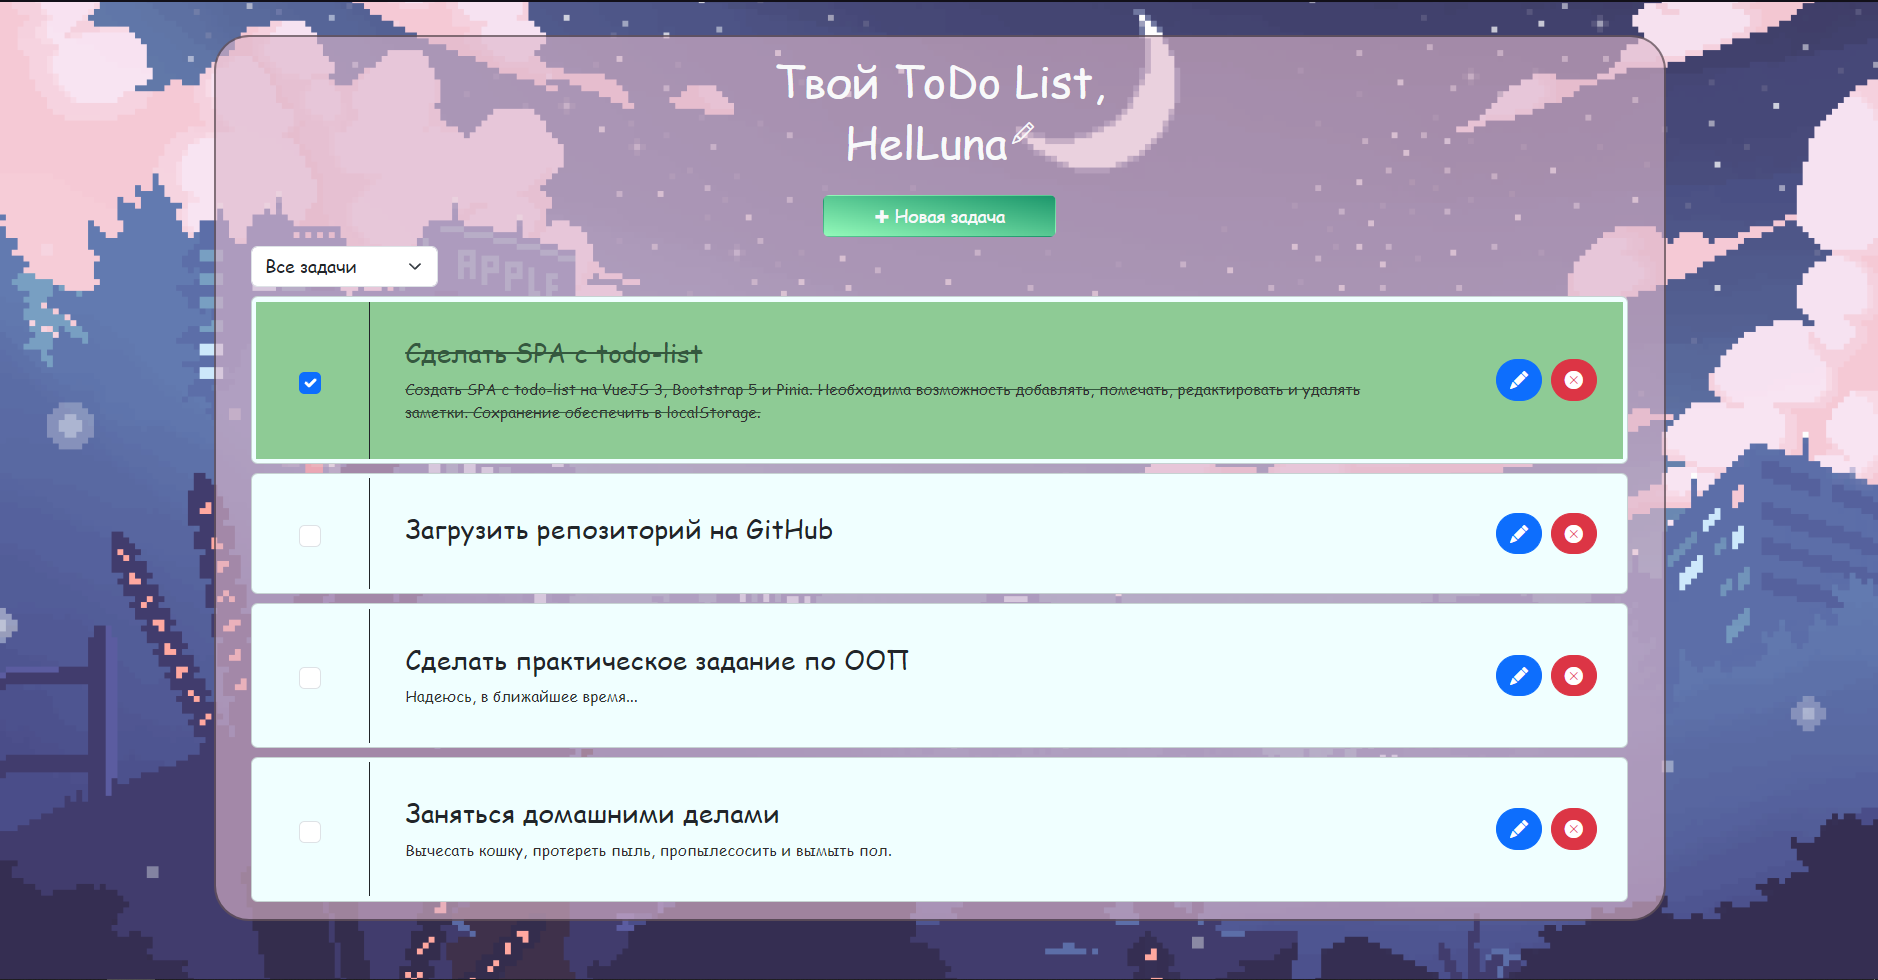 Твой ToDo List,
HelLuna
Новая задача
Все задачи
APPLE
Сделать SPA с todo-list
Создать SPA с todo-list на VueJS 3, Bootstrap 5 и Pinia. Необходима возможность добавлять, помечать, редактировать и удалять
заметки. Сохранение обеспечить в localStorage.
Загрузить репозиторий на GitHub
Сделать практическое задание по ООП
Надеюсь, в ближайшее время...
Заняться домашними делами
Вычесать кошку, протереть пыль, пропылесосить и вымыть пол.